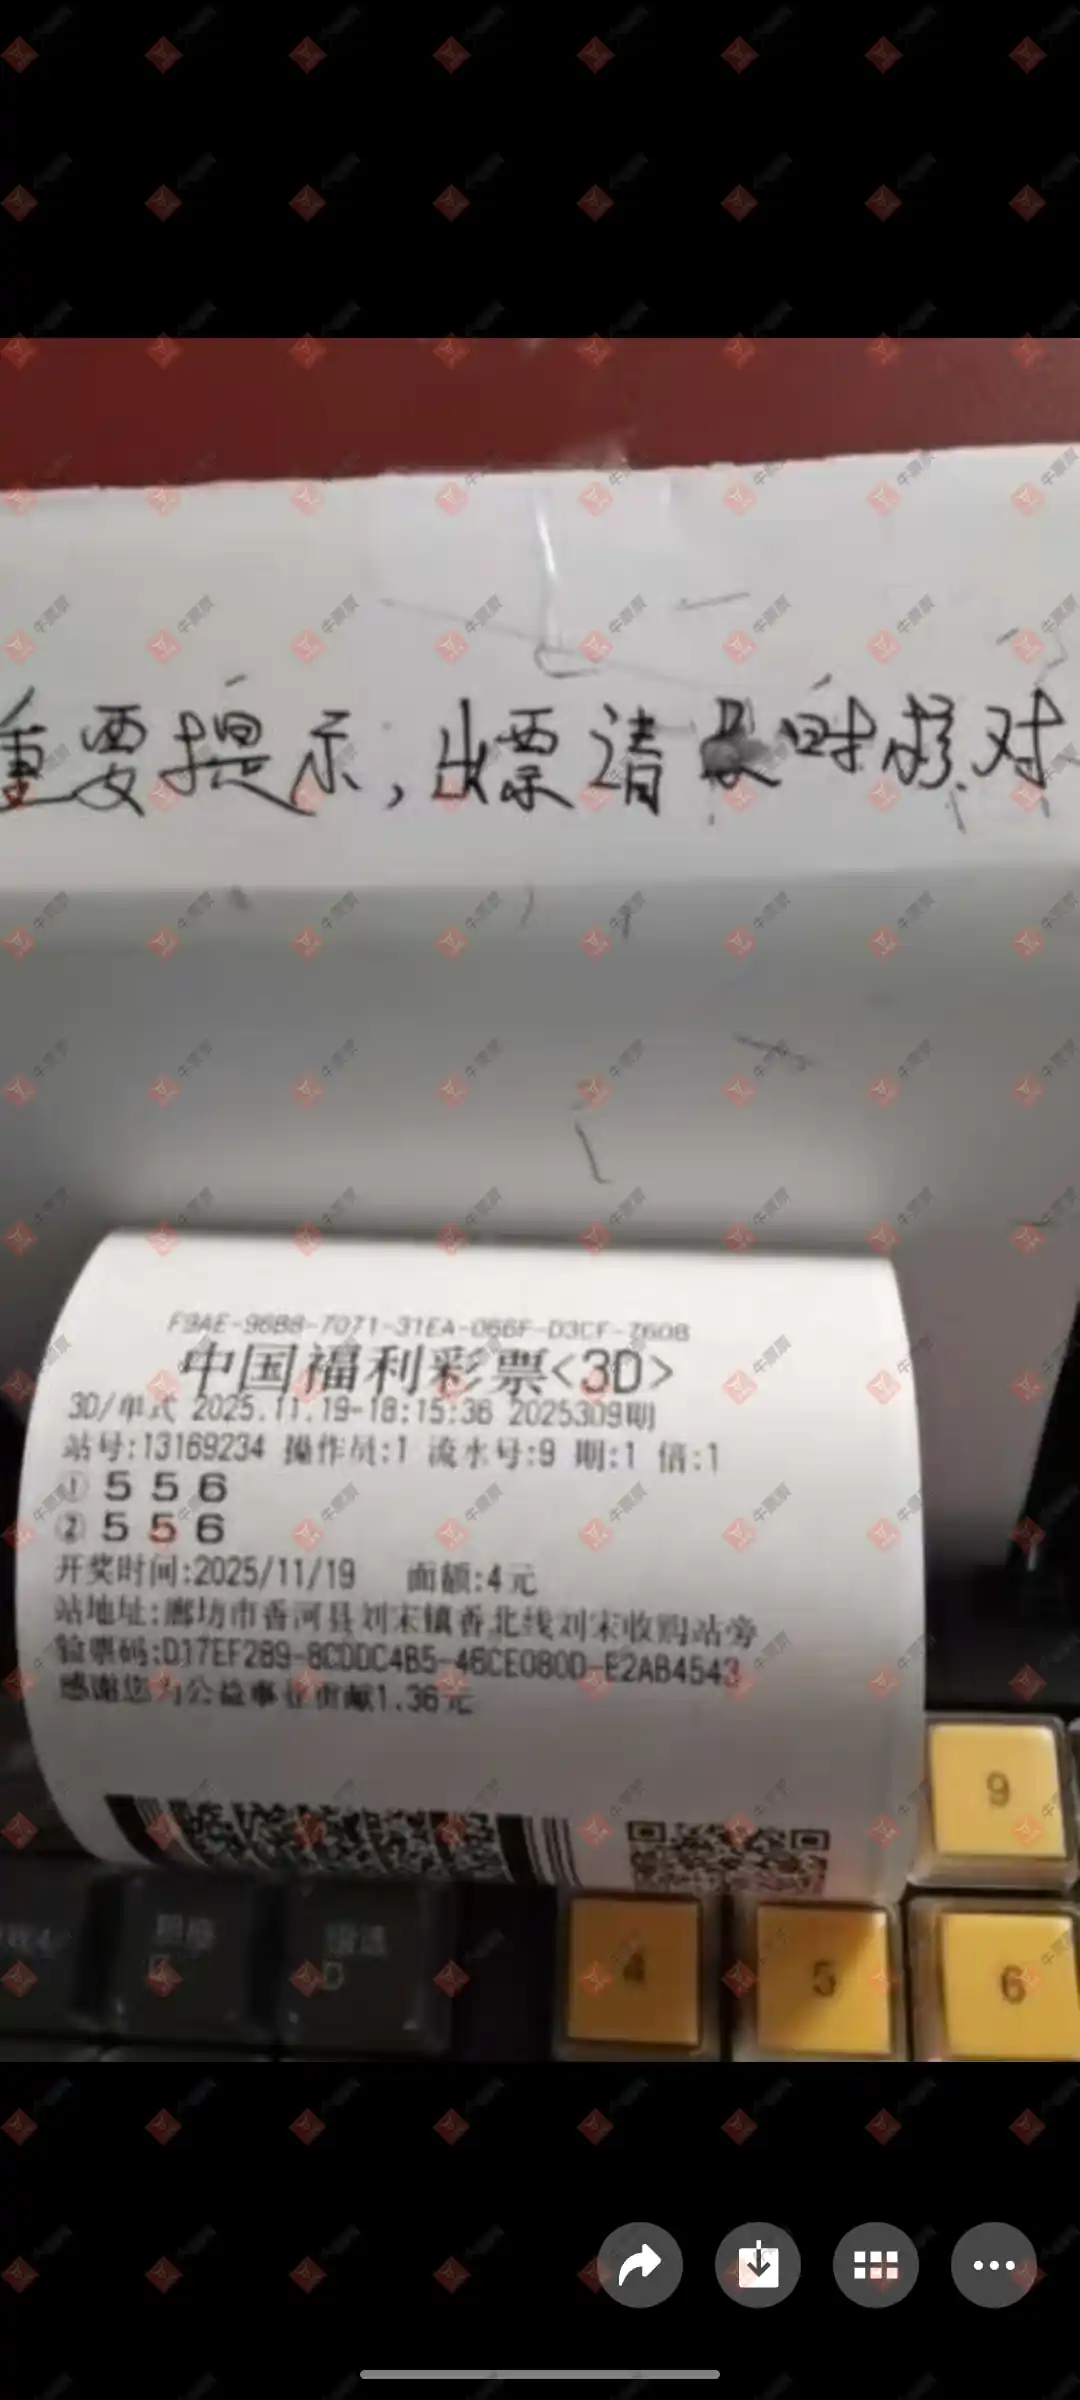 重要提示，出票请及时核对
F9AE-96B8-7071-31EA-066F-D3CF-7608
中国福利彩票<3D>
3D/单式 2025.11.19-18:15:36 2025309期
站号:13169234 操作员:1 流水号:9 期:1 倍:1
① 5 5 6
② 5 5 6
开奖时间:2025/11/19 面额:4元
站地址:廊坊市香河县刘宋镇香北线刘宋收购站旁
验票码:D17EF289-8CDDC4B5-46CE080D-E2AB4543
感谢您为公益事业贡献1.36元
9
4 5 6
D
牛票票